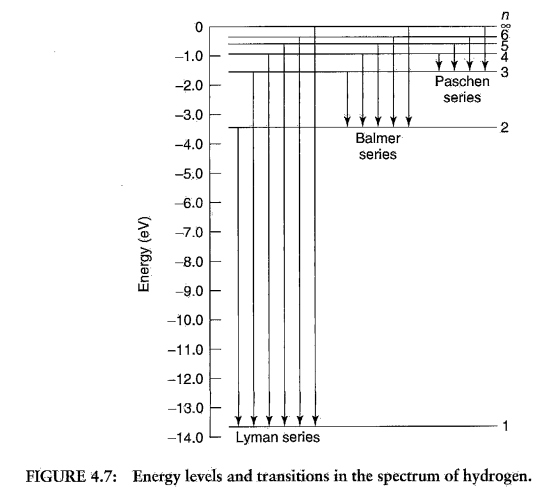 n
0
∞
6
5
−1.0
4
3
−2.0
Paschen
series
−3.0
2
−4.0
Balmer
series
−5.0
−6.0
−7.0
Energy (eV)
−8.0
−9.0
−10.0
−11.0
−12.0
−13.0
1
−14.0
Lyman series
FIGURE 4.7: Energy levels and transitions in the spectrum of hydrogen.